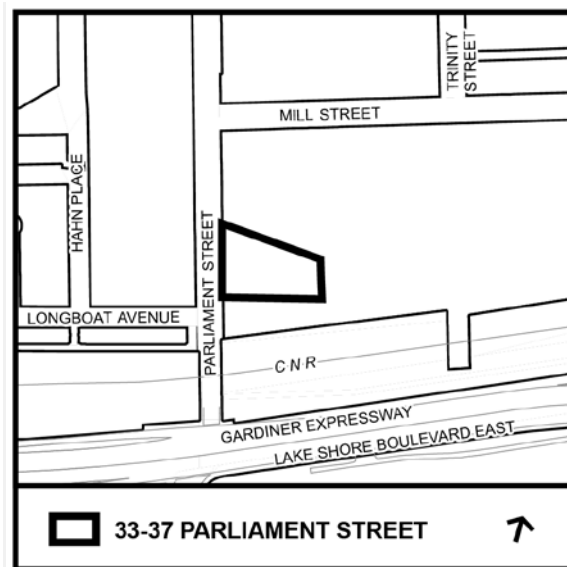 TRINITY
STREET
MILL STREET
HAHN PLACE
PARLIAMENT STREET
LONGBOAT AVENUE
CNR
GARDINER EXPRESSWAY
LAKE SHORE BOULEVARD EAST
33-37 PARLIAMENT STREET